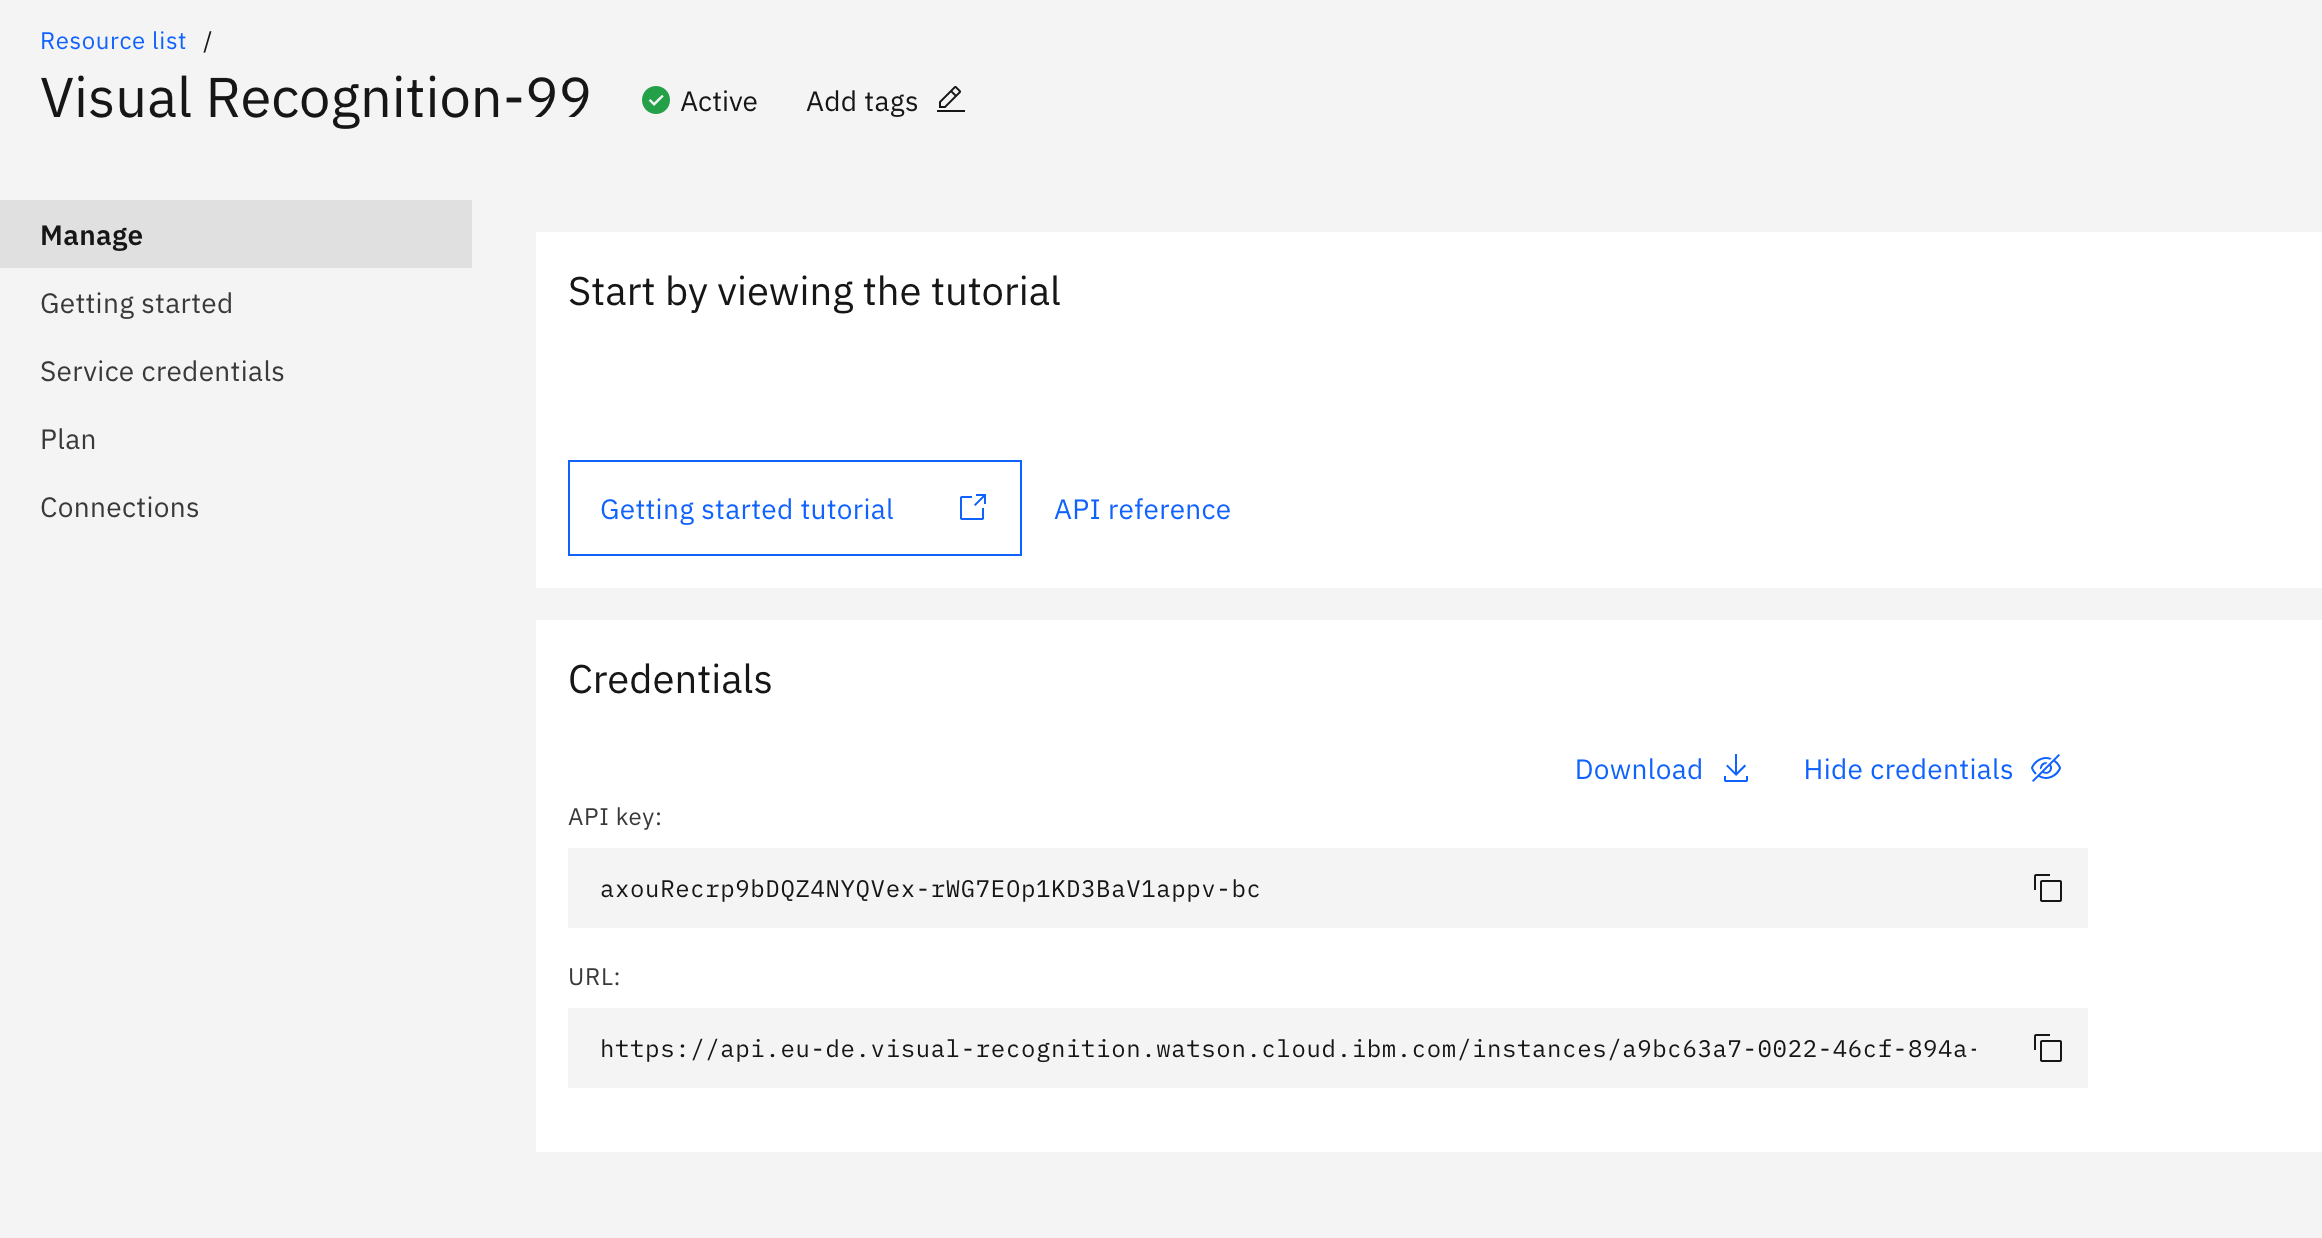 Resource list /
Visual Recognition-99
Active
Add tags
Manage
Getting started
Service credentials
Plan
Connections
Start by viewing the tutorial
Getting started tutorial
API reference
Credentials
Download
Hide credentials
API key:
axouRecrp9bDQZ4NYQVex-rWG7EOp1KD3BaV1appv-bc
URL:
https://api.eu-de.visual-recognition.watson.cloud.ibm.com/instances/a9bc63a7-0022-46cf-894a-